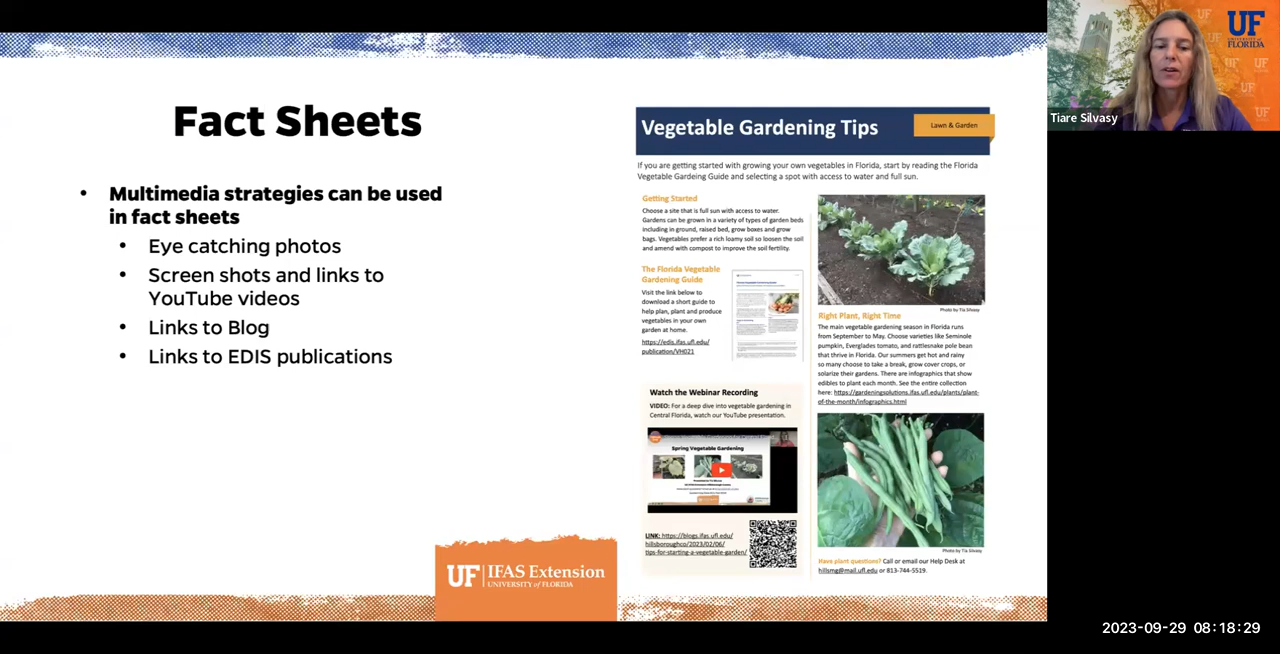 Fact Sheets
• Multimedia strategies can be used
in fact sheets
• Eye catching photos
• Screen shots and links to
YouTube videos
• Links to Blog
• Links to EDIS publications
UF | IFAS Extension
UNIVERSITY of FLORIDA
Vegetable Gardening Tips
Lawn & Garden
If you are getting started with growing your own vegetables in Florida, start by reading the Florida
Vegetable Gardeing Guide and selecting a spot with access to water and full sun.
Getting Started
Choose a site that is full sun with access to water.
Gardens can be grown in a variety of types of garden beds
including in ground, raised bed, grow boxes and grow
bags. Vegetables prefer a rich loamy soil so loosen the soil
and amend with compost to improve the soil fertility.
The Florida Vegetable
Gardening Guide
Visit the link below to
download a short guide to
help plan, plant and produce
vegetables in your own
garden at home.
https://edis.ifas.ufl.edu/
publication/VH021
Watch the Webinar Recording
VIDEO: For a deep dive into vegetable gardening in
Central Florida, watch our YouTube presentation.
Spring Vegetable Gardening
LINK: https://blogs.ifas.ufl.edu/
hillsboroughco/2023/02/06/
tips-for-starting-a-vegetable-garden/
Photo by Tia Silvasy
Right Plant, Right Time
The main vegetable gardening season in Florida runs
from September to May. Choose varieties like Seminole
pumpkin, Everglades tomato, and rattlesnake pole bean
that thrive in Florida. Our summers get hot and rainy
so many choose to take a break, grow cover crops, or
solarize their gardens. There are infographics that show
edibles to plant each month. See the entire collection
here: https://gardeningsolutions.ifas.ufl.edu/plants/plant-
of-the-month/infographics.html
Photo by Tia Silvasy
Have plant questions? Call or email our Help Desk at
hillsmg@mail.ufl.edu or 813-744-5519.
UF
UNIVERSITY of
FLORIDA
Tiare Silvasy
2023-09-29 08:18:29